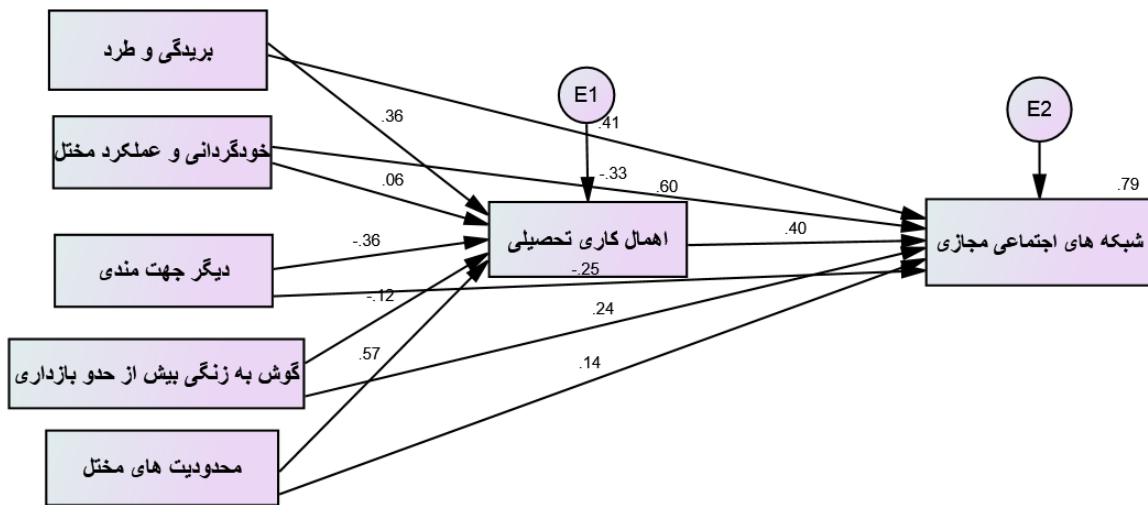 بریدگی و طرد
خودگردانی و عملکرد مختل
دیگر جهت مندی
گوش به زنگی بیش از حدو بازداری
محدودیت های مختل
E1
اهمال کاری تحصیلی
E2
شبکه های اجتماعی مجازی
.36
.41
-.33
.60
.06
.79
-.36
.40
-.25
-.12
.24
.57
.14